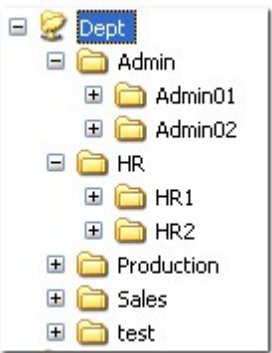 Dept
Admin
Admin01
Admin02
HR
HR1
HR2
Production
Sales
test